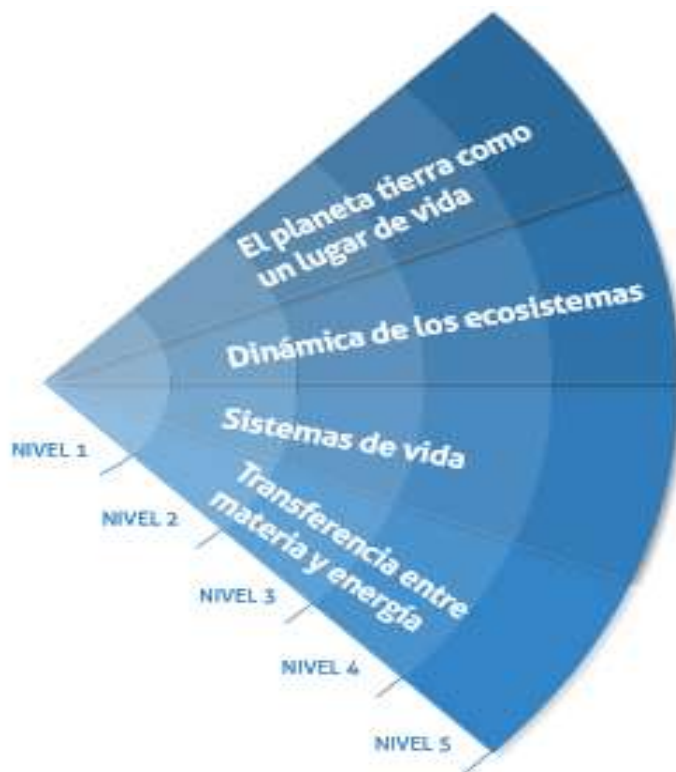 El planeta tierra como
un lugar de vida
Dinámica de los ecosistemas
Sistemas de vida
Transferencia entre
materia y energía
NIVEL 1
NIVEL 2
NIVEL 3
NIVEL 4
NIVEL 5